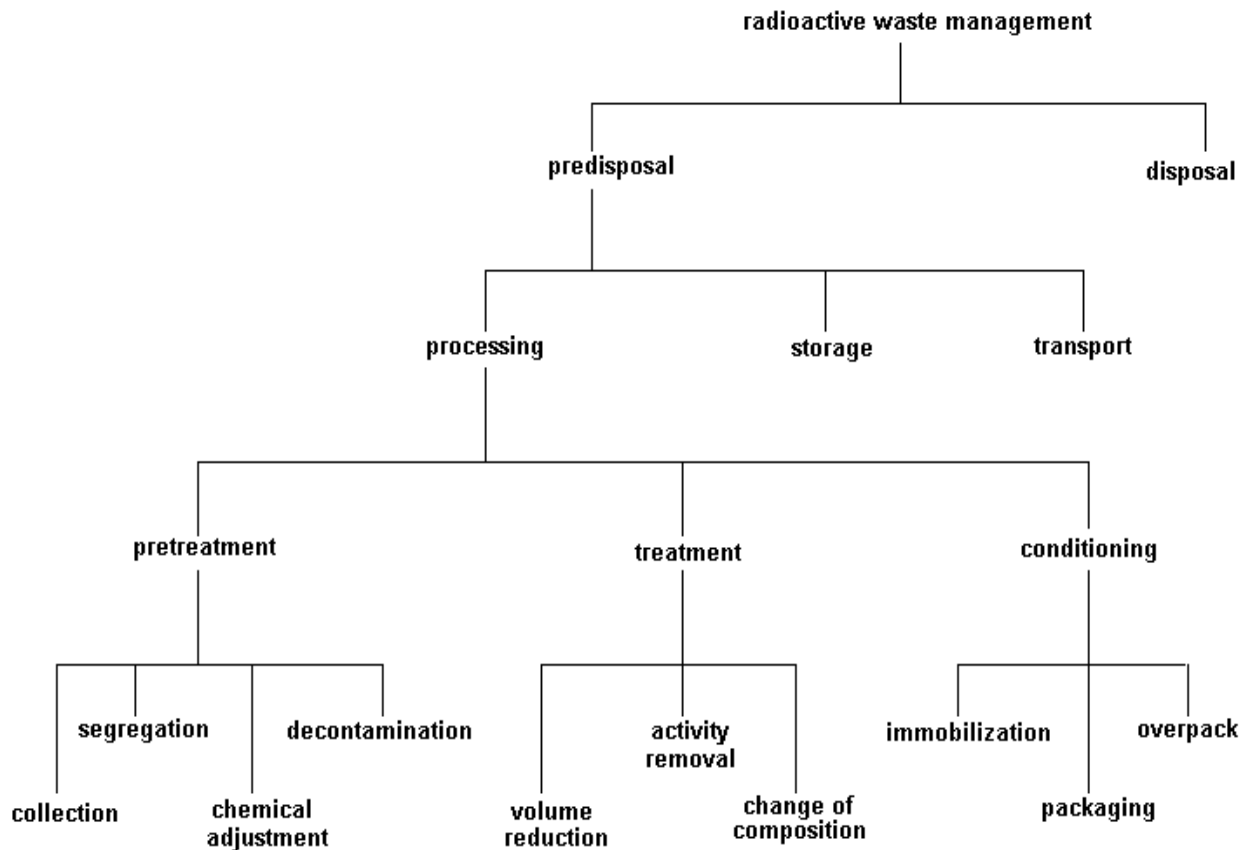 radioactive waste management
predisposal
disposal
processing
storage
transport
pretreatment
treatment
conditioning
segregation
decontamination
activity
removal
immobilization
overpack
collection
chemical
adjustment
volume
reduction
change of
composition
packaging